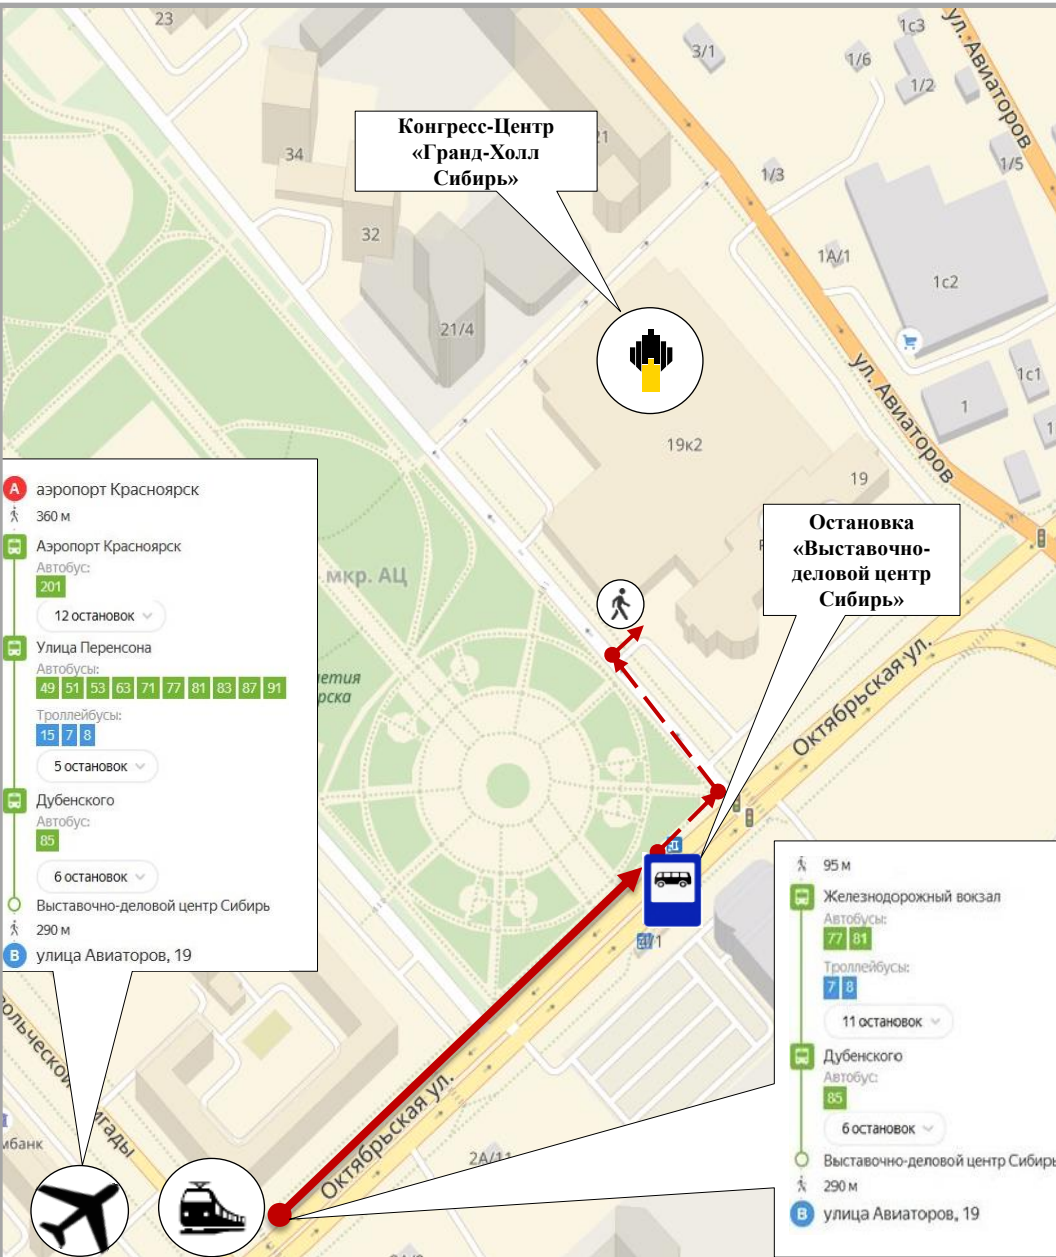 23
1с3
ул. Авиаторов
3/1
1/6
1/2
Конгресс-Центр
«Гранд-Холл
Сибирь»
21
34
1/5
1/3
32
1А/1
1с2
21/4
ул. Авиаторов
1с1
1
19к2
19
А аэропорт Красноярск
360 м
Аэропорт Красноярск
Автобус:
201
12 остановок
Улица Перенсона
Автобусы:
49 51 53 63 71 77 81 83 87 91
Троллейбусы:
15 7 8
5 остановок
Дубенского
Автобус:
85
6 остановок
Выставочно-деловой центр Сибирь
290 м
В улица Авиаторов, 19
мкр. АЦ
летия
рска
Остановка
«Выставочно-
деловой центр
Сибирь»
Октябрьская ул.
4/1
95 м
Железнодорожный вокзал
Автобусы:
77 81
Троллейбусы:
7 8
11 остановок
Дубенского
Автобус:
85
6 остановок
Выставочно-деловой центр Сибирь
290 м
В улица Авиаторов, 19
Октябрьская ул.
2А/11
мбанк